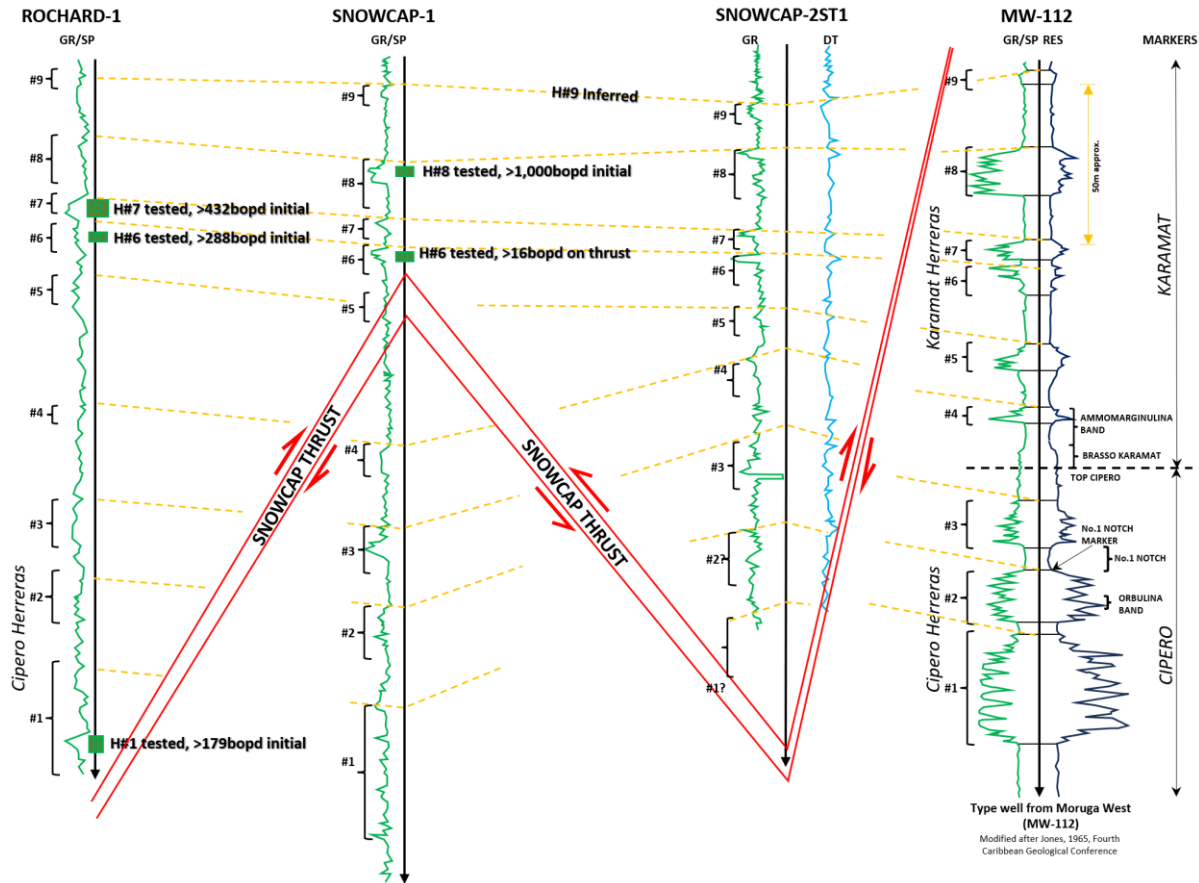 ROCHARD-1
SNOWCAP-1
SNOWCAP-2ST1
MW-112
GR/SP
GR/SP
GR
DT
GR/SP RES
MARKERS
#9
#8
#7
#6
#5
#4
#3
#2
#1
Cipero Herreras
H#7 tested, >432bopd initial
H#6 tested, >288bopd initial
H#1 tested, >179bopd initial
SNOWCAP THRUST
#9
#8
#7
#6
#5
#4
#3
#2
#1
H#9 Inferred
H#8 tested, >1,000bopd initial
H#6 tested, >16bopd on thrust
SNOWCAP THRUST
#9
#8
#7
#6
#5
#4
#3
#2?
#1?
#9
#8
#7
#6
#5
#4
#3
#2
#1
Karamat Herreras
Cipero Herreras
50m approx.
KARAMAT
AMMOMARGINULINA
BAND
BRASSO KARAMAT
TOP CIPERO
No.1 NOTCH
MARKER
No.1 NOTCH
ORBULINA
BAND
CIPERO
Type well from Moruga West
(MW-112)
Modified after Jones, 1965, Fourth
Caribbean Geological Conference